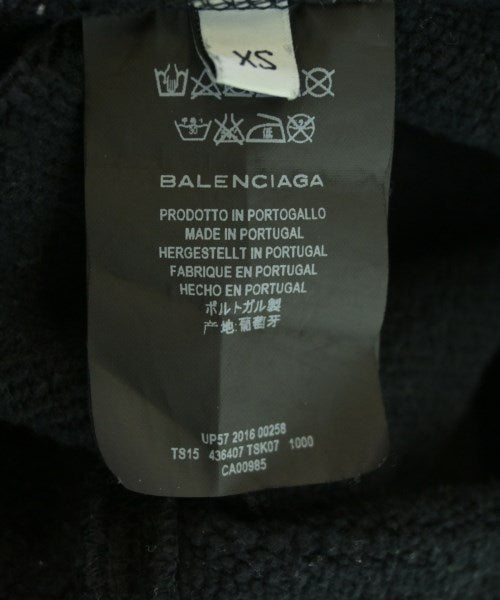 XS
BALENCIAGA
PRODOTTO IN PORTOGALLO
MADE IN PORTUGAL
HERGESTELLT IN PORTUGAL
FABRIQUE EN PORTUGAL
HECHO EN PORTUGAL
ポルトガル製
产地:葡萄牙
UP57 2016 00258
TS15 436407 TSK07 1000
CA00985